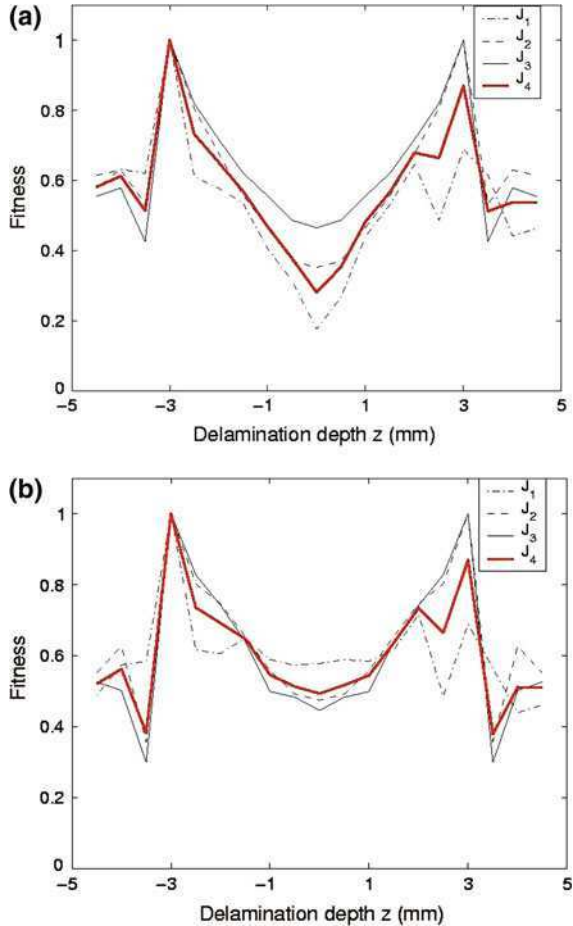 (a)
J1
J2
J3
J4
1
0.8
0.6
0.4
0.2
0
Fitness
−5
−3
−1
1
3
5
Delamination depth z (mm)
(b)
J1
J2
J3
J4
1
0.8
0.6
0.4
0.2
0
Fitness
−5
−3
−1
1
3
5
Delamination depth z (mm)